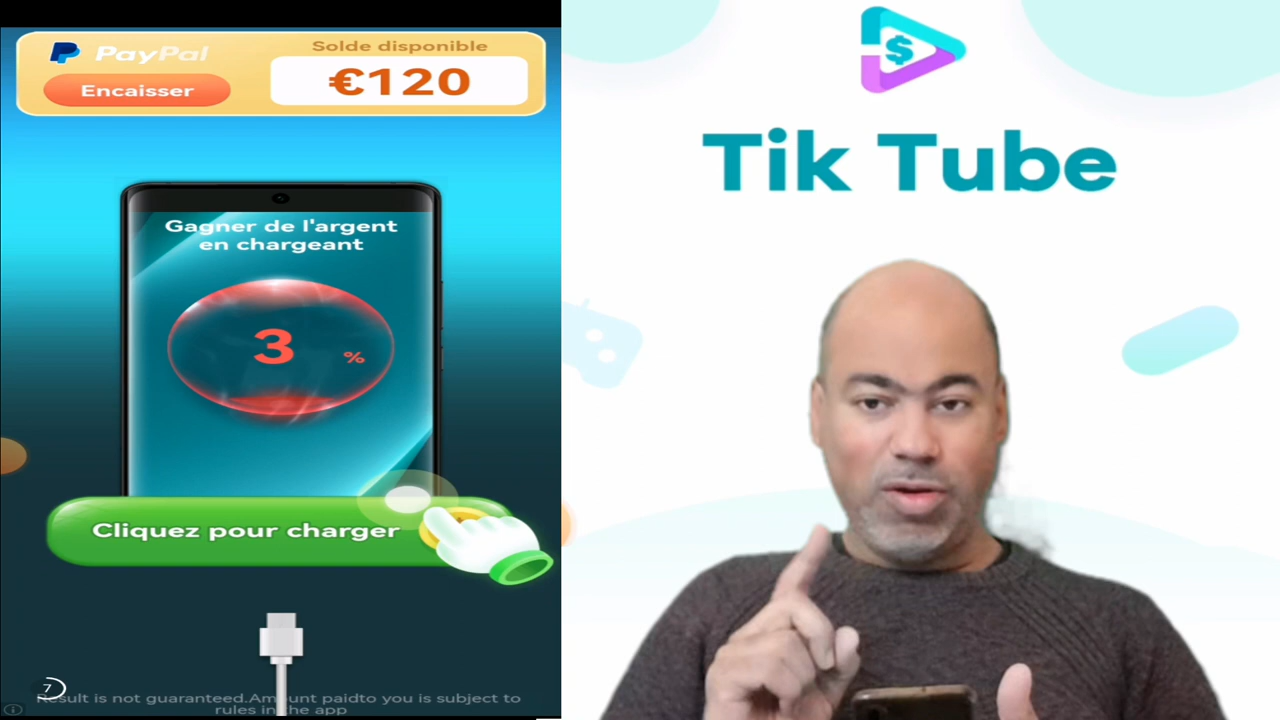 PayPal
Encaisser
Solde disponible
€120
Gagner de l'argent
en chargeant
3 %
Cliquez pour charger
7
Result is not guaranteed.Amount paidto you is subject to
rules in the app
$
Tik Tube